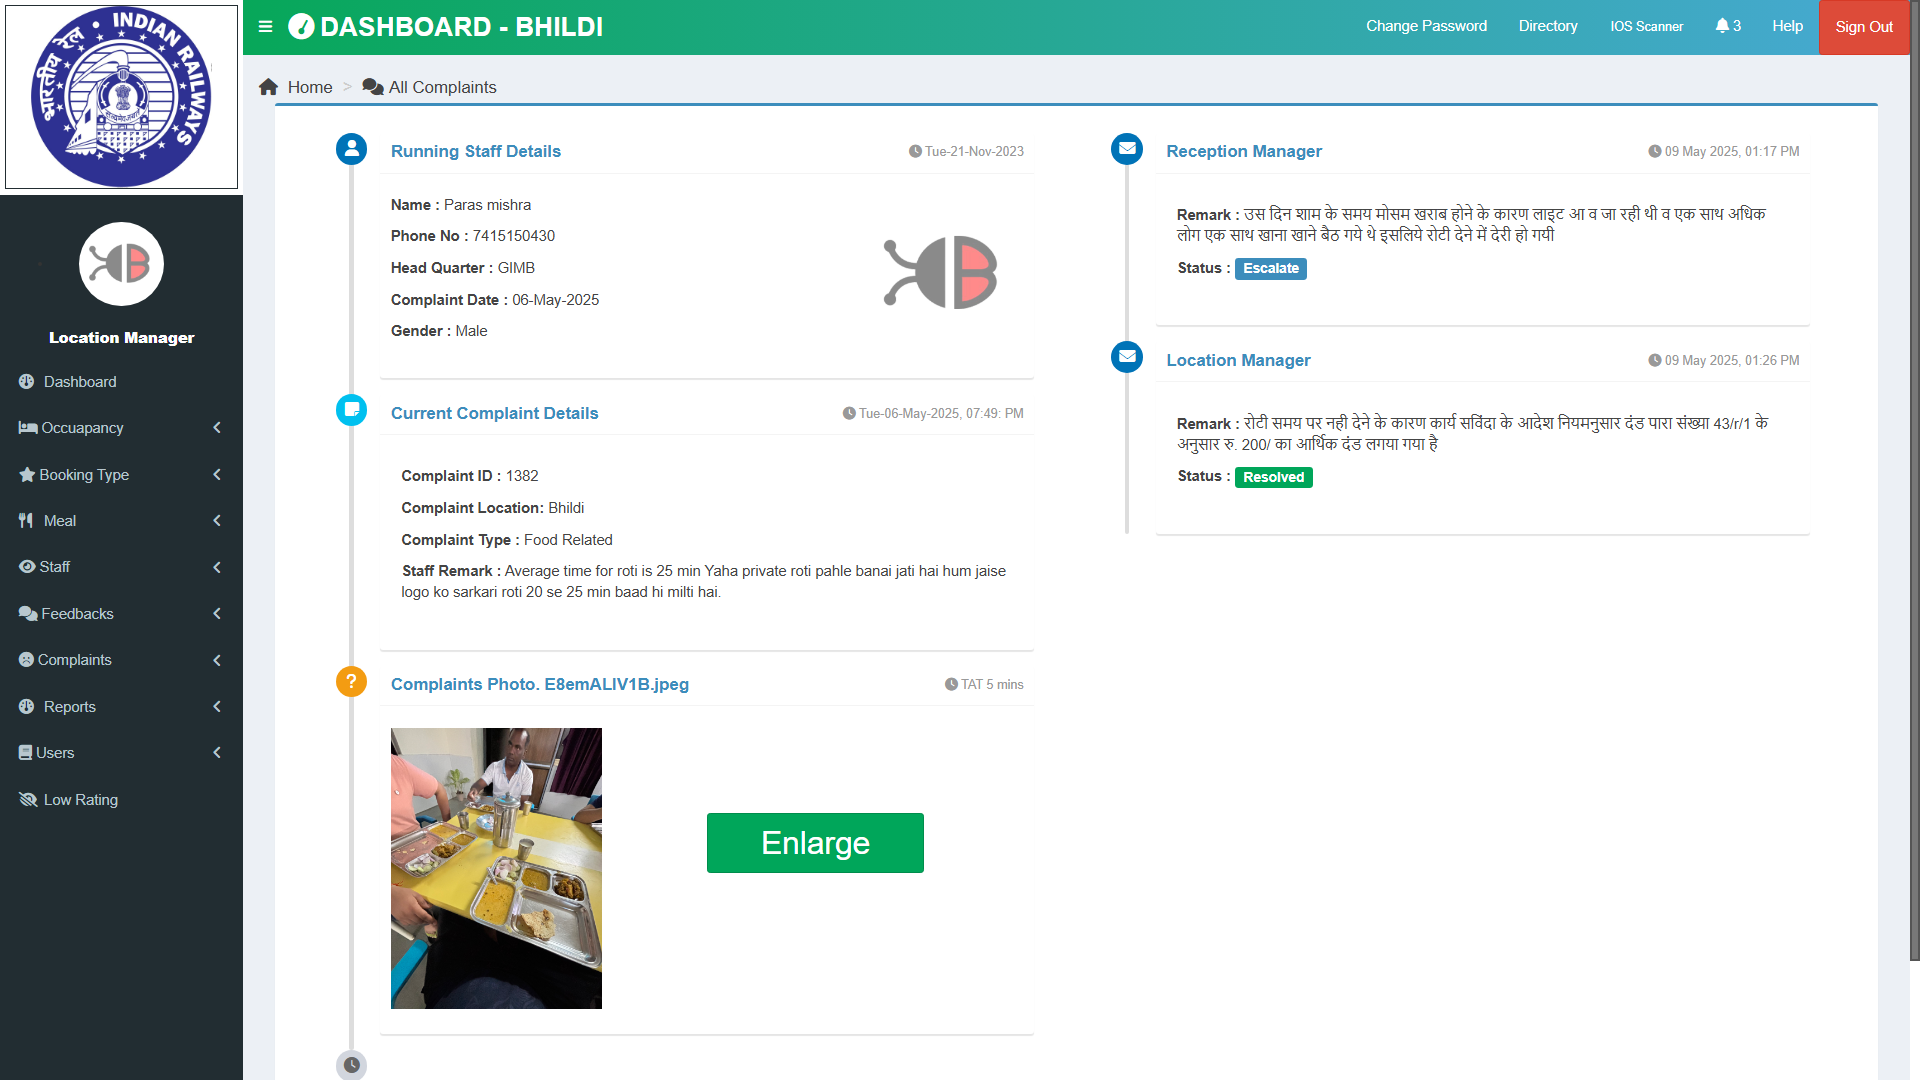 भारतीय रेल INDIAN RAILWAYS
DASHBOARD - BHILDI
Change Password
Directory
IOS Scanner
3
Help
Sign Out
Home > All Complaints
Location Manager
Dashboard
Occuapancy
Booking Type
Meal
Staff
Feedbacks
Complaints
Reports
Users
Low Rating
Running Staff Details
Tue-21-Nov-2023
Name : Paras mishra
Phone No : 7415150430
Head Quarter : GIMB
Complaint Date : 06-May-2025
Gender : Male
Current Complaint Details
Tue-06-May-2025, 07:49: PM
Complaint ID : 1382
Complaint Location: Bhildi
Complaint Type : Food Related
Staff Remark : Average time for roti is 25 min Yaha private roti pahle banai jati hai hum jaise
logo ko sarkari roti 20 se 25 min baad hi milti hai.
Complaints Photo. E8emALIV1B.jpeg
TAT 5 mins
Enlarge
Reception Manager
09 May 2025, 01:17 PM
Remark : उस दिन शाम के समय मोसम खराब होने के कारण लाइट आ व जा रही थी व एक साथ अधिक
लोग एक साथ खाना खाने बैठ गये थे इसलिये रोटी देने में देरी हो गयी
Status : Escalate
Location Manager
09 May 2025, 01:26 PM
Remark : रोटी समय पर नही देने के कारण कार्य सविंदा के आदेश नियमनुसार दंड पारा संख्या 43/r/1 के
अनुसार रु. 200/ का आर्थिक दंड लगया गया है
Status : Resolved